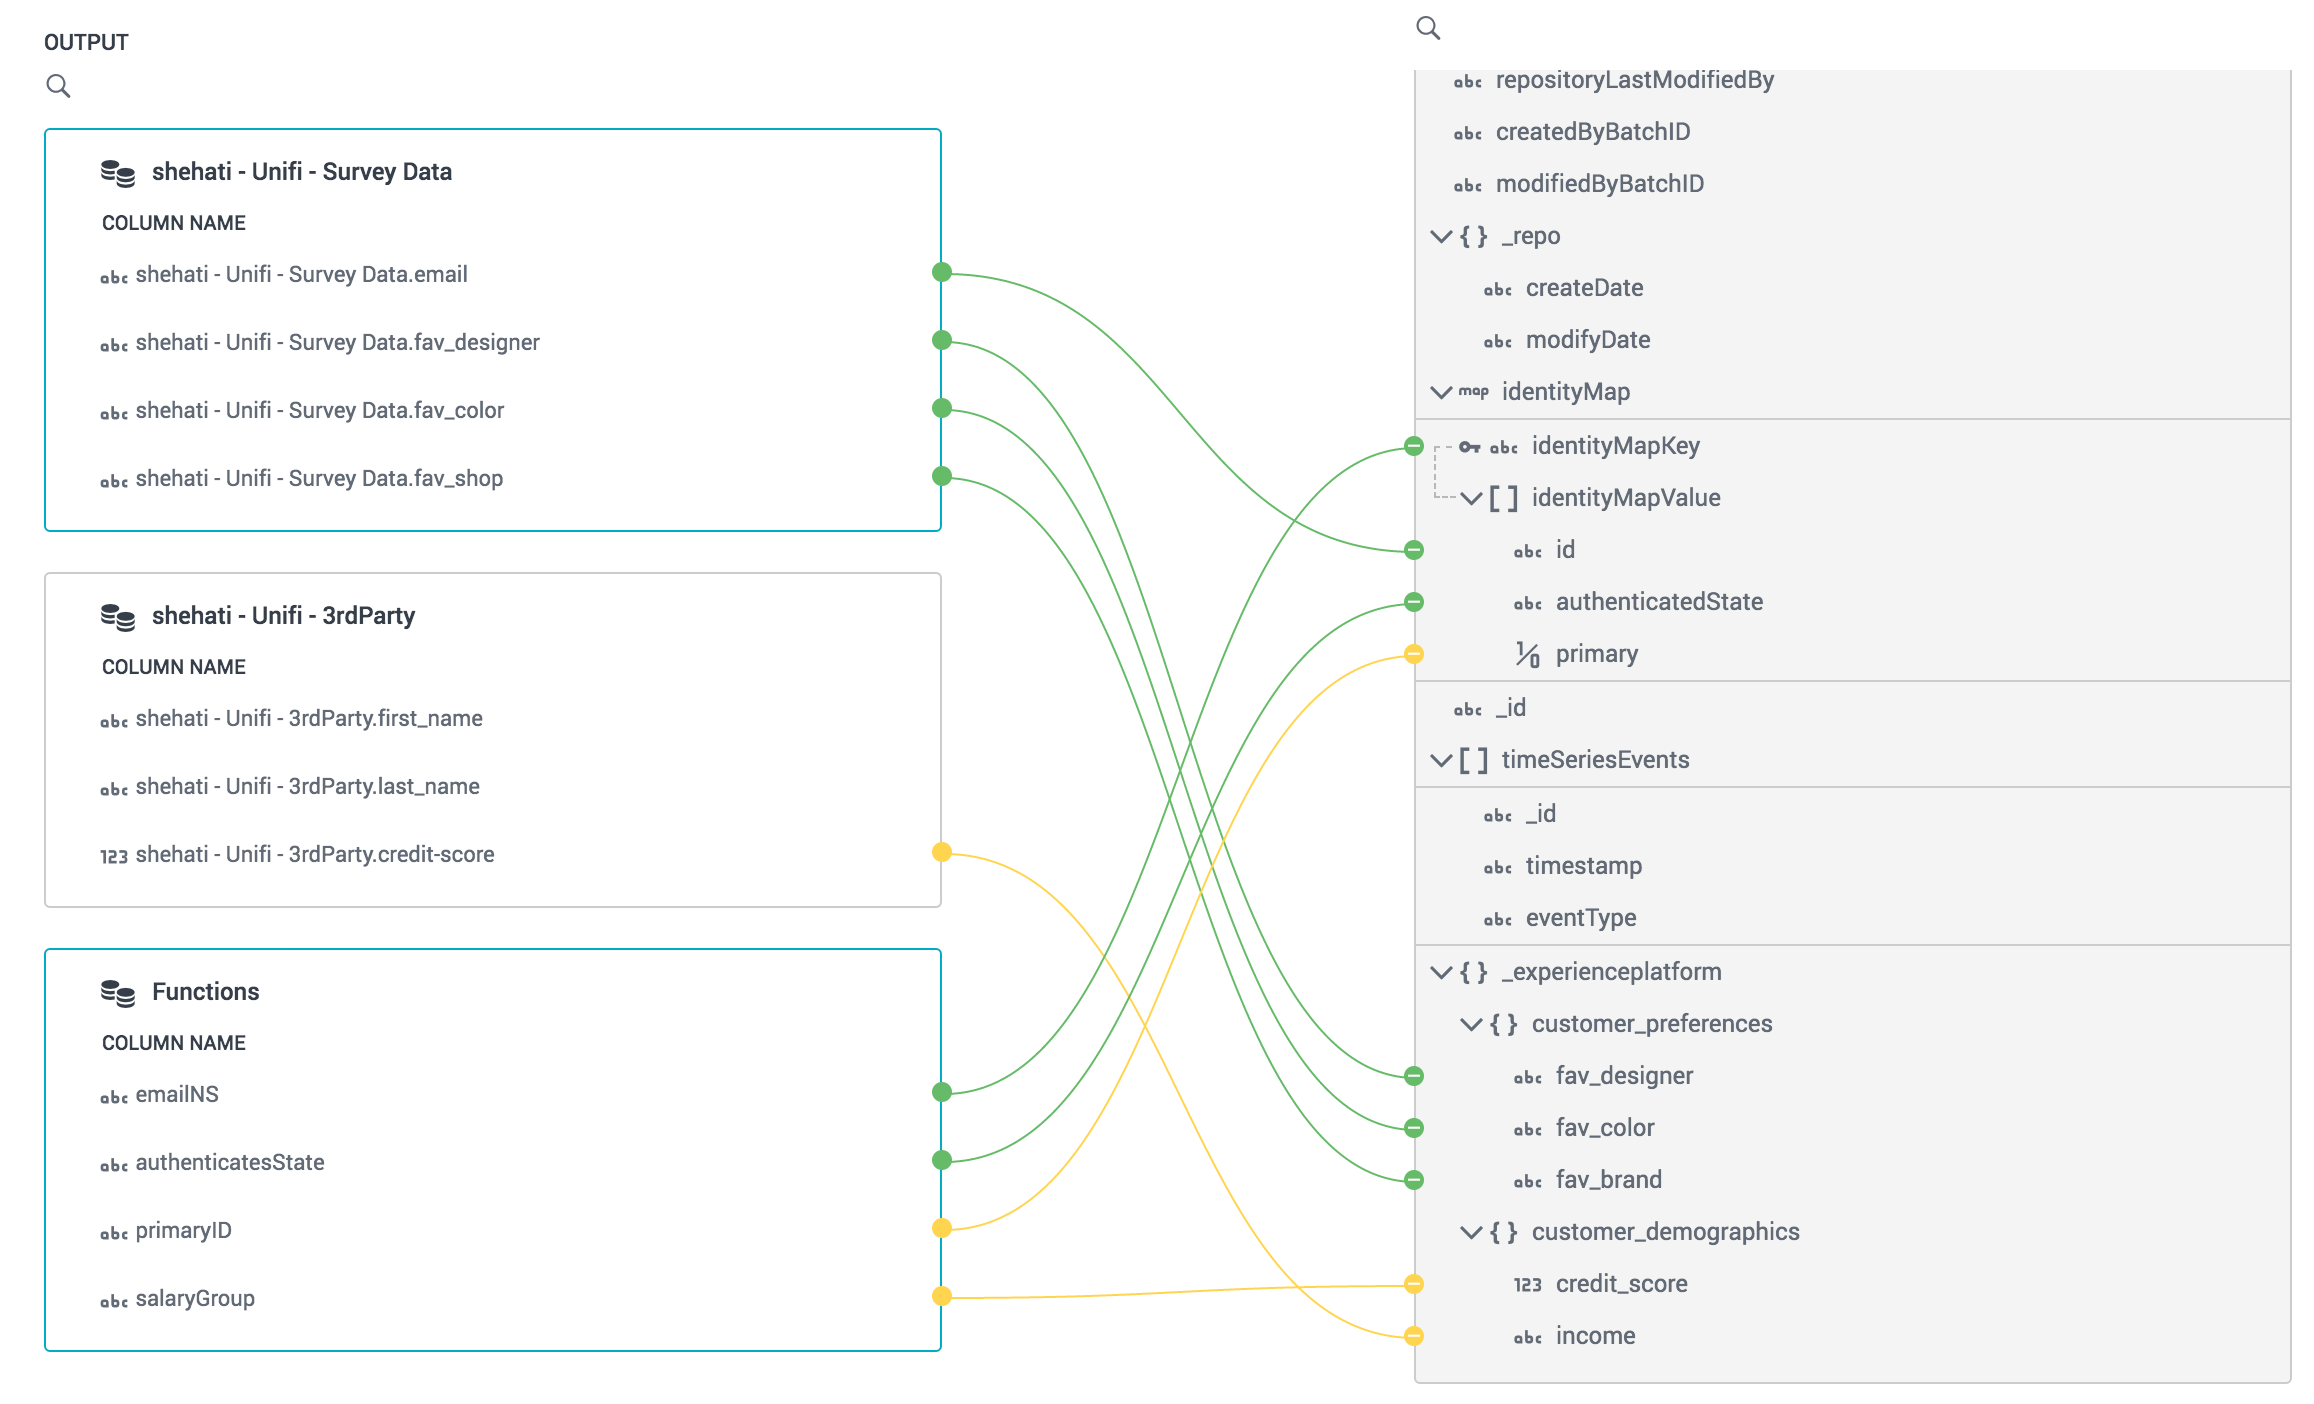 OUTPUT
shehati - Unifi - Survey Data
COLUMN NAME
abc shehati - Unifi - Survey Data.email
abc shehati - Unifi - Survey Data.fav_designer
abc shehati - Unifi - Survey Data.fav_color
abc shehati - Unifi - Survey Data.fav_shop
shehati - Unifi - 3rdParty
COLUMN NAME
abc shehati - Unifi - 3rdParty.first_name
abc shehati - Unifi - 3rdParty.last_name
123 shehati - Unifi - 3rdParty.credit-score
Functions
COLUMN NAME
abc emailNS
abc authenticatesState
abc primaryID
abc salaryGroup
abc repositoryLastModifiedBy
abc createdByBatchID
abc modifiedByBatchID
{ } _repo
abc createDate
abc modifyDate
map identityMap
abc identityMapKey
[ ] identityMapValue
abc id
abc authenticatedState
1/0 primary
abc _id
[ ] timeSeriesEvents
abc _id
abc timestamp
abc eventType
{ } _experienceplatform
{ } customer_preferences
abc fav_designer
abc fav_color
abc fav_brand
{ } customer_demographics
123 credit_score
abc income